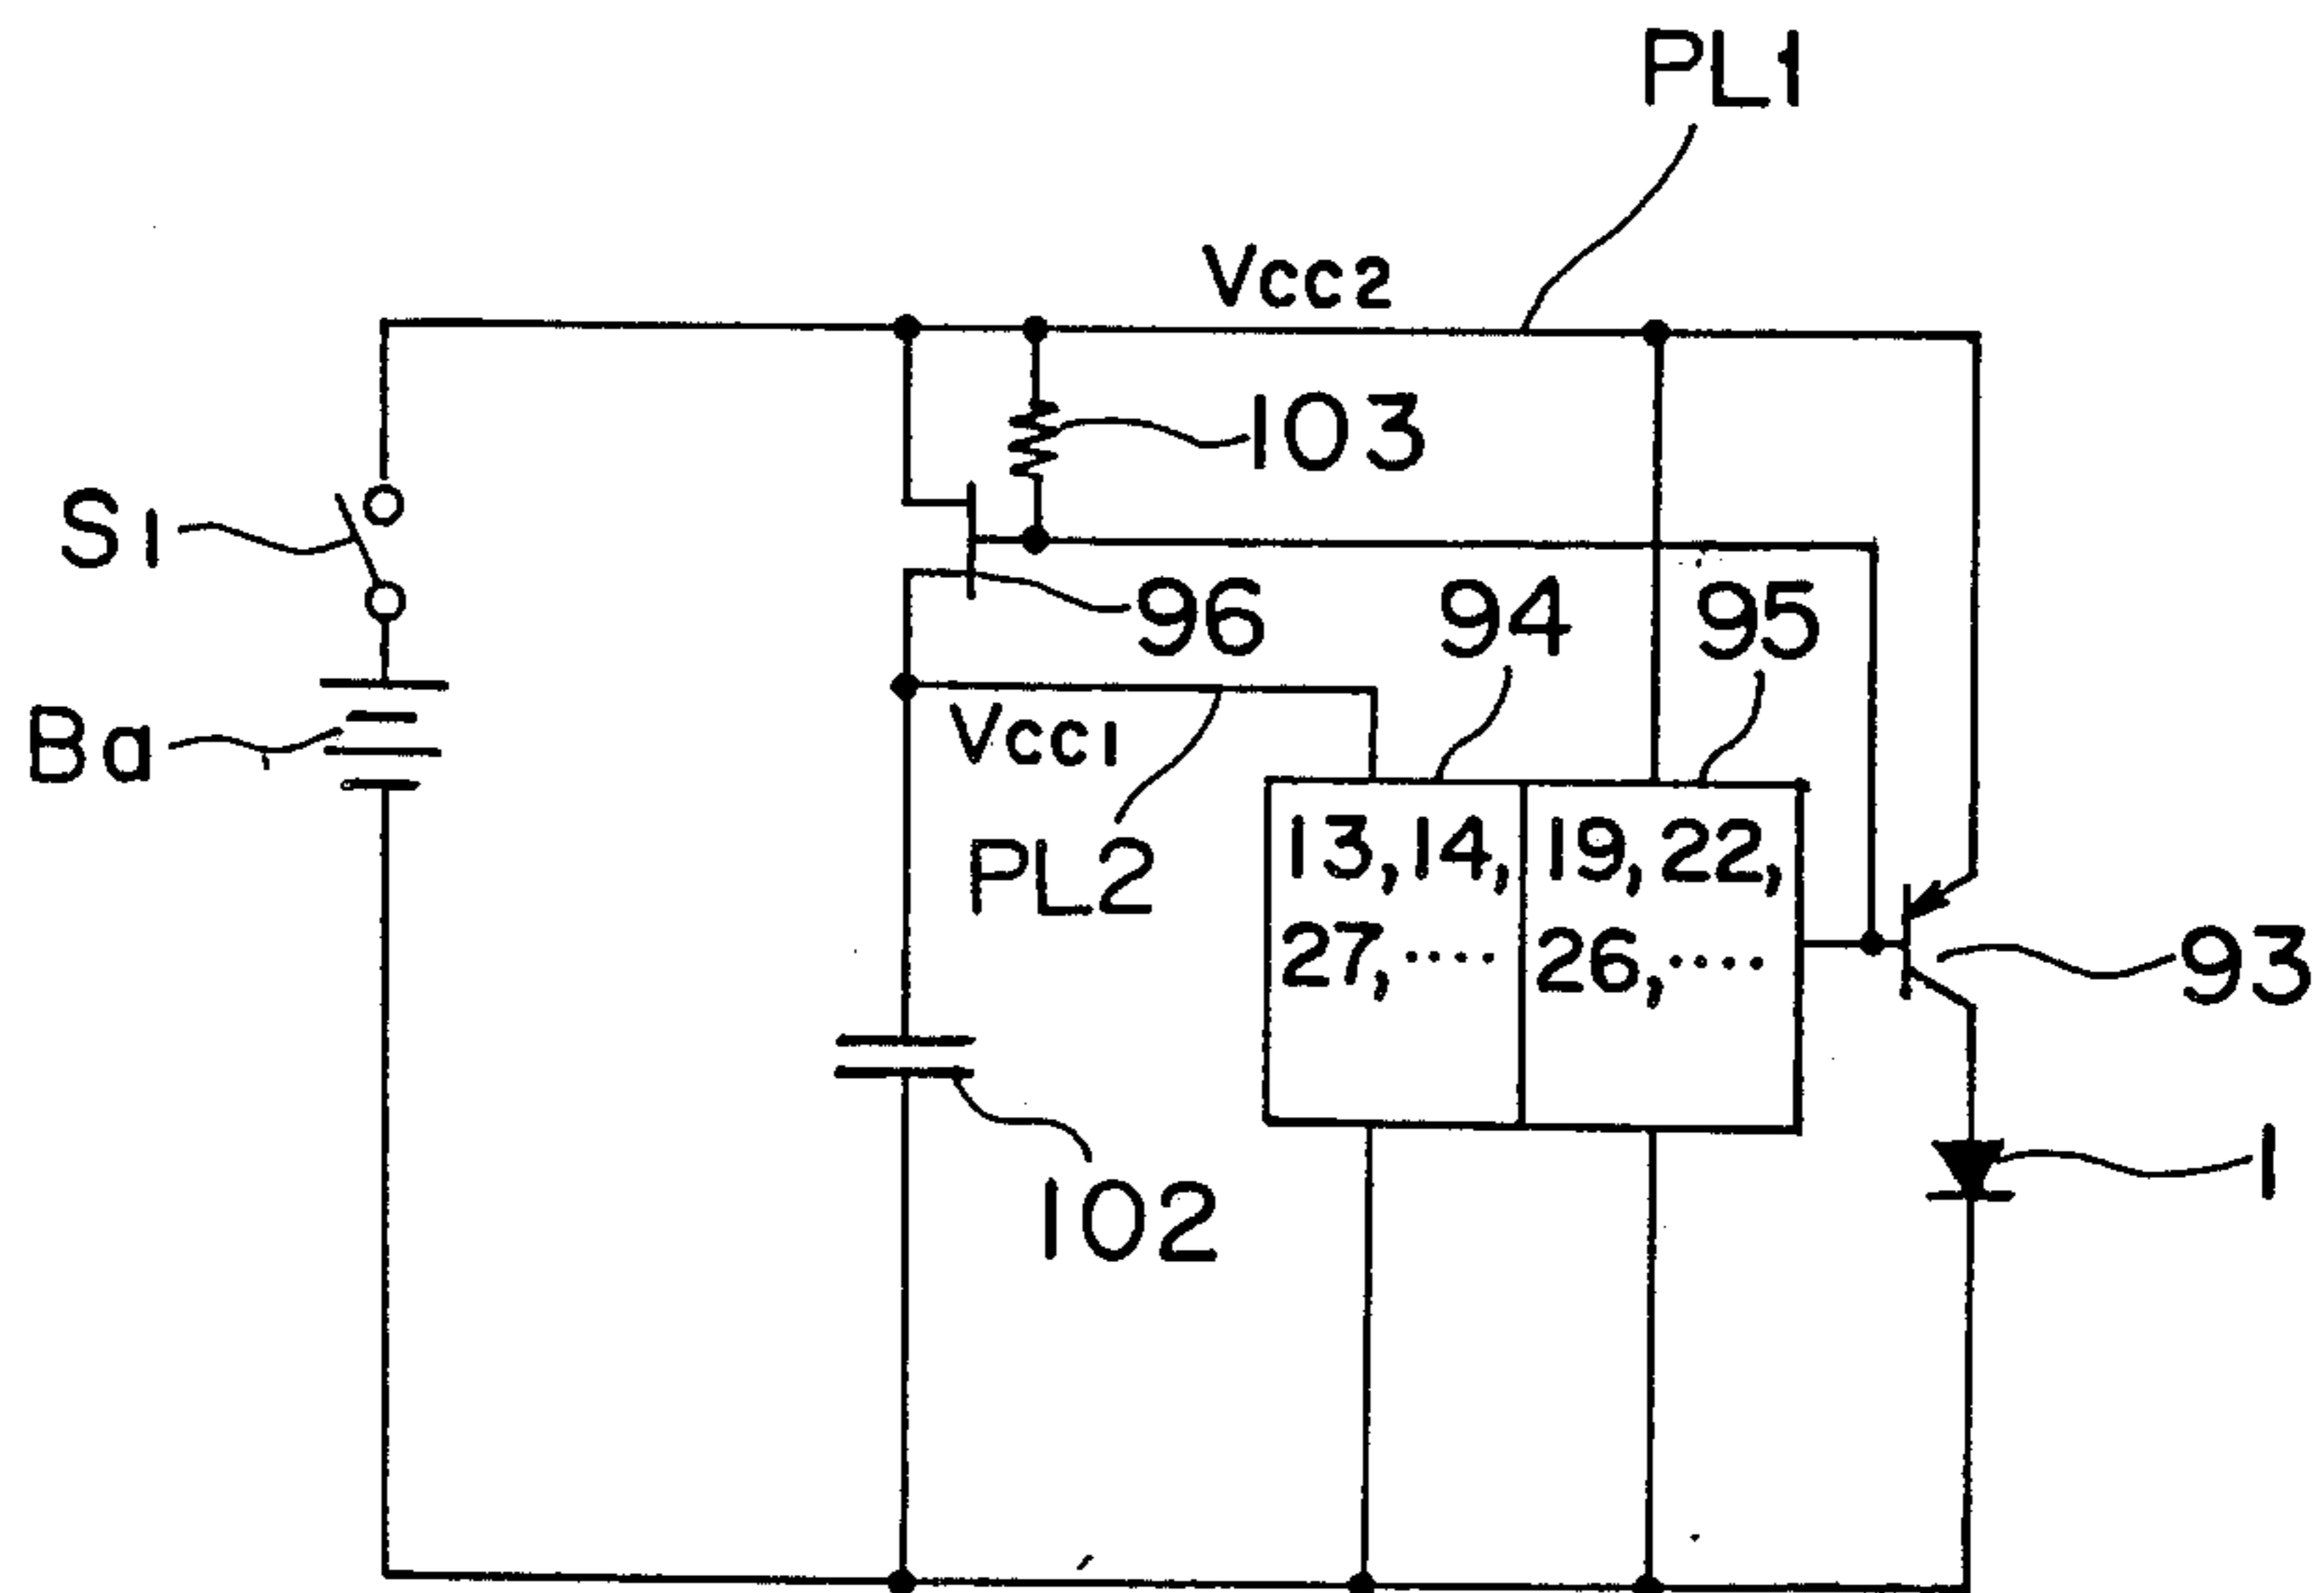 PL1
Vcc2
103
S1
96
94
95
Ba
Vcc1
13,14,
27,····
19,22,
26,····
PL2
93
102
1